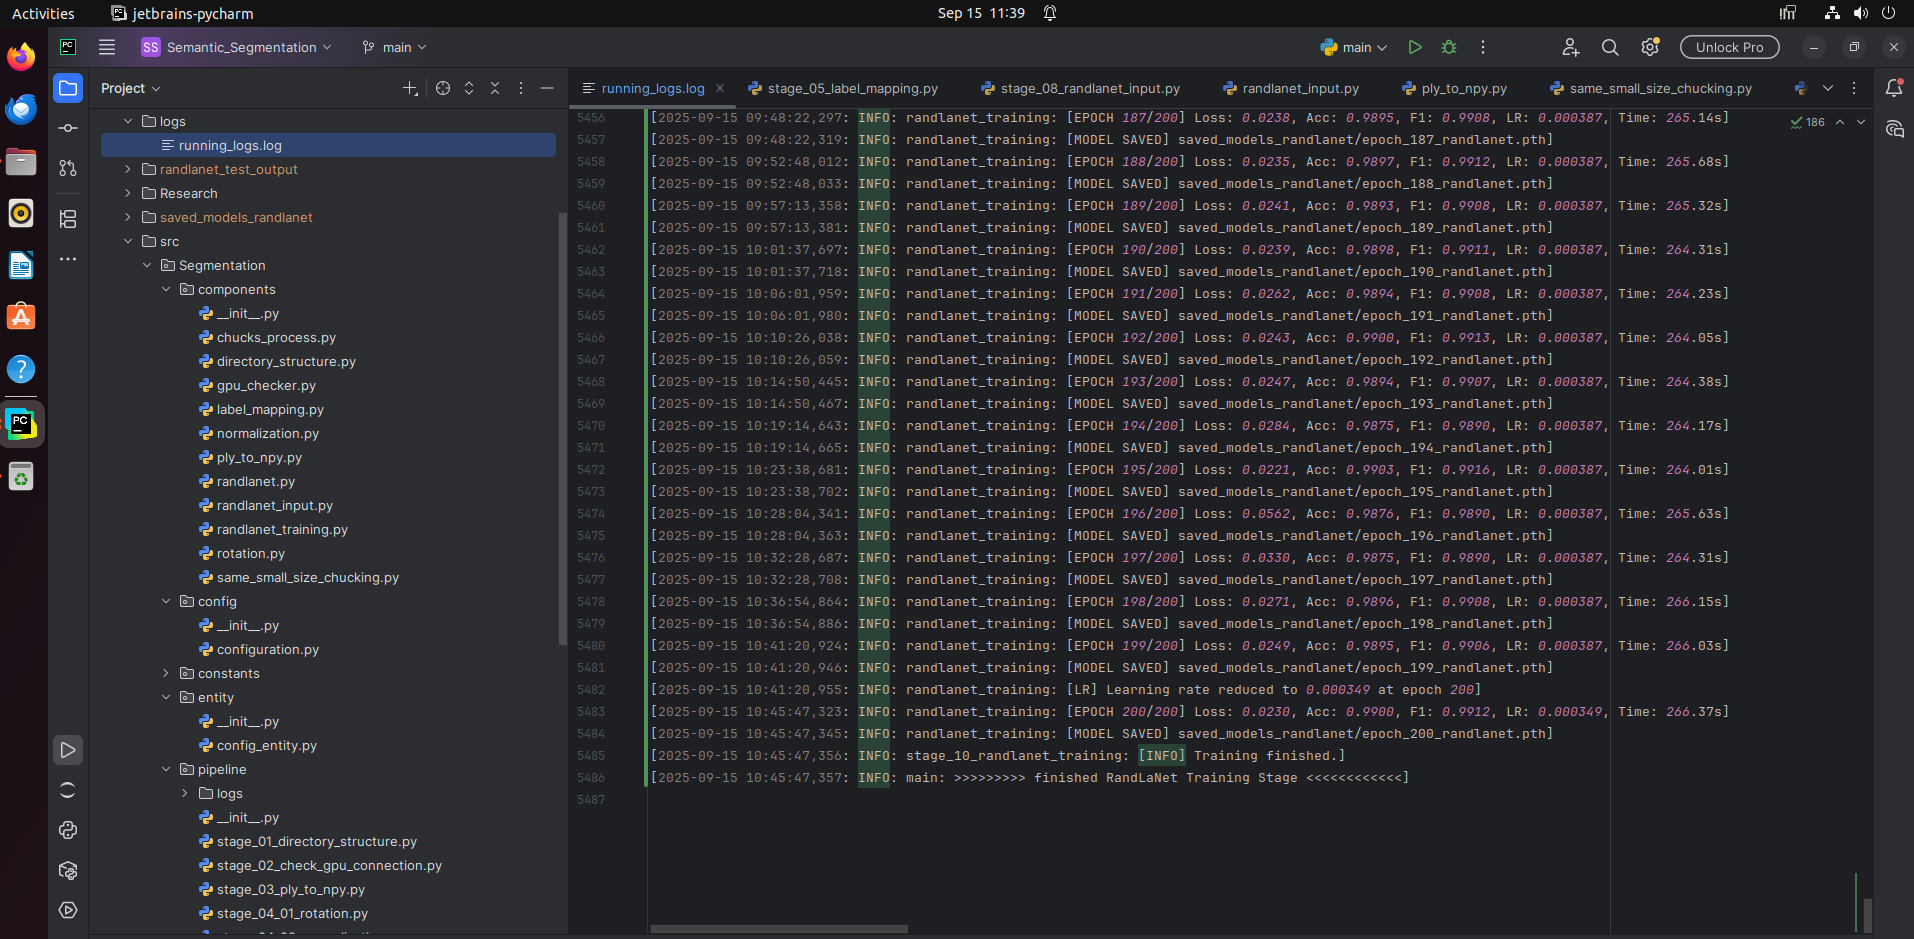 Activities
jetbrains-pycharm
Sep 15 11:39
PC
SS Semantic_Segmentation
main
main
Unlock Pro
Project
running_logs.log
stage_05_label_mapping.py
stage_08_randlanet_input.py
randlanet_input.py
ply_to_npy.py
same_small_size_chucking.py
logs
running_logs.log
randlanet_test_output
Research
saved_models_randlanet
src
Segmentation
components
__init__.py
chucks_process.py
directory_structure.py
gpu_checker.py
label_mapping.py
normalization.py
ply_to_npy.py
randlanet.py
randlanet_input.py
randlanet_training.py
rotation.py
same_small_size_chucking.py
config
__init__.py
configuration.py
constants
entity
__init__.py
config_entity.py
pipeline
logs
__init__.py
stage_01_directory_structure.py
stage_02_check_gpu_connection.py
stage_03_ply_to_npy.py
stage_04_01_rotation.py
186
5456 [2025-09-15 09:48:22,297: INFO: randlanet_training: [EPOCH 187/200] Loss: 0.0238, Acc: 0.9895, F1: 0.9908, LR: 0.000387, Time: 265.14s]
5457 [2025-09-15 09:48:22,319: INFO: randlanet_training: [MODEL SAVED] saved_models_randlanet/epoch_187_randlanet.pth]
5458 [2025-09-15 09:52:48,012: INFO: randlanet_training: [EPOCH 188/200] Loss: 0.0235, Acc: 0.9897, F1: 0.9912, LR: 0.000387, Time: 265.68s]
5459 [2025-09-15 09:52:48,033: INFO: randlanet_training: [MODEL SAVED] saved_models_randlanet/epoch_188_randlanet.pth]
5460 [2025-09-15 09:57:13,358: INFO: randlanet_training: [EPOCH 189/200] Loss: 0.0241, Acc: 0.9893, F1: 0.9908, LR: 0.000387, Time: 265.32s]
5461 [2025-09-15 09:57:13,381: INFO: randlanet_training: [MODEL SAVED] saved_models_randlanet/epoch_189_randlanet.pth]
5462 [2025-09-15 10:01:37,697: INFO: randlanet_training: [EPOCH 190/200] Loss: 0.0239, Acc: 0.9898, F1: 0.9911, LR: 0.000387, Time: 264.31s]
5463 [2025-09-15 10:01:37,718: INFO: randlanet_training: [MODEL SAVED] saved_models_randlanet/epoch_190_randlanet.pth]
5464 [2025-09-15 10:06:01,959: INFO: randlanet_training: [EPOCH 191/200] Loss: 0.0262, Acc: 0.9894, F1: 0.9908, LR: 0.000387, Time: 264.23s]
5465 [2025-09-15 10:06:01,980: INFO: randlanet_training: [MODEL SAVED] saved_models_randlanet/epoch_191_randlanet.pth]
5466 [2025-09-15 10:10:26,038: INFO: randlanet_training: [EPOCH 192/200] Loss: 0.0243, Acc: 0.9900, F1: 0.9913, LR: 0.000387, Time: 264.05s]
5467 [2025-09-15 10:10:26,059: INFO: randlanet_training: [MODEL SAVED] saved_models_randlanet/epoch_192_randlanet.pth]
5468 [2025-09-15 10:14:50,445: INFO: randlanet_training: [EPOCH 193/200] Loss: 0.0247, Acc: 0.9894, F1: 0.9907, LR: 0.000387, Time: 264.38s]
5469 [2025-09-15 10:14:50,467: INFO: randlanet_training: [MODEL SAVED] saved_models_randlanet/epoch_193_randlanet.pth]
5470 [2025-09-15 10:19:14,643: INFO: randlanet_training: [EPOCH 194/200] Loss: 0.0284, Acc: 0.9875, F1: 0.9890, LR: 0.000387, Time: 264.17s]
5471 [2025-09-15 10:19:14,665: INFO: randlanet_training: [MODEL SAVED] saved_models_randlanet/epoch_194_randlanet.pth]
5472 [2025-09-15 10:23:38,681: INFO: randlanet_training: [EPOCH 195/200] Loss: 0.0221, Acc: 0.9903, F1: 0.9916, LR: 0.000387, Time: 264.01s]
5473 [2025-09-15 10:23:38,702: INFO: randlanet_training: [MODEL SAVED] saved_models_randlanet/epoch_195_randlanet.pth]
5474 [2025-09-15 10:28:04,341: INFO: randlanet_training: [EPOCH 196/200] Loss: 0.0562, Acc: 0.9876, F1: 0.9890, LR: 0.000387, Time: 265.63s]
5475 [2025-09-15 10:28:04,363: INFO: randlanet_training: [MODEL SAVED] saved_models_randlanet/epoch_196_randlanet.pth]
5476 [2025-09-15 10:32:28,687: INFO: randlanet_training: [EPOCH 197/200] Loss: 0.0330, Acc: 0.9875, F1: 0.9890, LR: 0.000387, Time: 264.31s]
5477 [2025-09-15 10:32:28,708: INFO: randlanet_training: [MODEL SAVED] saved_models_randlanet/epoch_197_randlanet.pth]
5478 [2025-09-15 10:36:54,864: INFO: randlanet_training: [EPOCH 198/200] Loss: 0.0271, Acc: 0.9896, F1: 0.9908, LR: 0.000387, Time: 266.15s]
5479 [2025-09-15 10:36:54,886: INFO: randlanet_training: [MODEL SAVED] saved_models_randlanet/epoch_198_randlanet.pth]
5480 [2025-09-15 10:41:20,924: INFO: randlanet_training: [EPOCH 199/200] Loss: 0.0249, Acc: 0.9895, F1: 0.9906, LR: 0.000387, Time: 266.03s]
5481 [2025-09-15 10:41:20,946: INFO: randlanet_training: [MODEL SAVED] saved_models_randlanet/epoch_199_randlanet.pth]
5482 [2025-09-15 10:41:20,955: INFO: randlanet_training: [LR] Learning rate reduced to 0.000349 at epoch 200]
5483 [2025-09-15 10:45:47,323: INFO: randlanet_training: [EPOCH 200/200] Loss: 0.0230, Acc: 0.9900, F1: 0.9912, LR: 0.000349, Time: 266.37s]
5484 [2025-09-15 10:45:47,345: INFO: randlanet_training: [MODEL SAVED] saved_models_randlanet/epoch_200_randlanet.pth]
5485 [2025-09-15 10:45:47,356: INFO: stage_10_randlanet_training: [INFO] Training finished.]
5486 [2025-09-15 10:45:47,357: INFO: main: >>>>>>>>> finished RandLaNet Training Stage <<<<<<<<<<<<]
5487